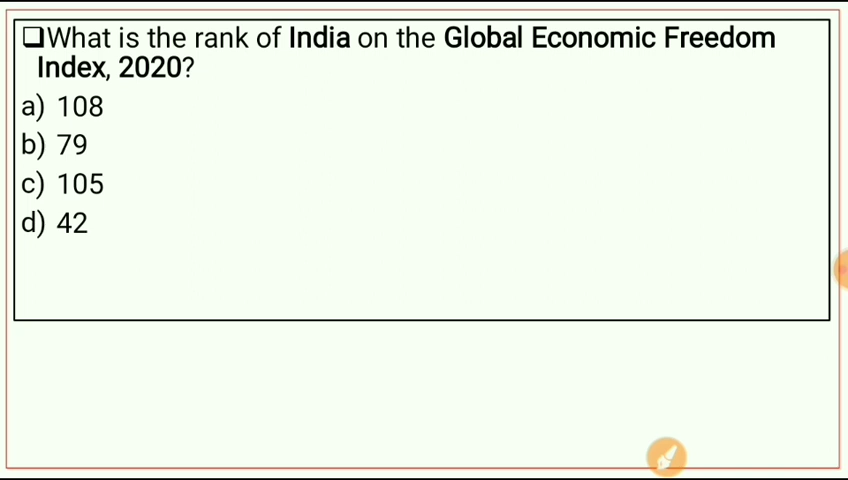 ❑What is the rank of India on the Global Economic Freedom
Index, 2020?
a) 108
b) 79
c) 105
d) 42